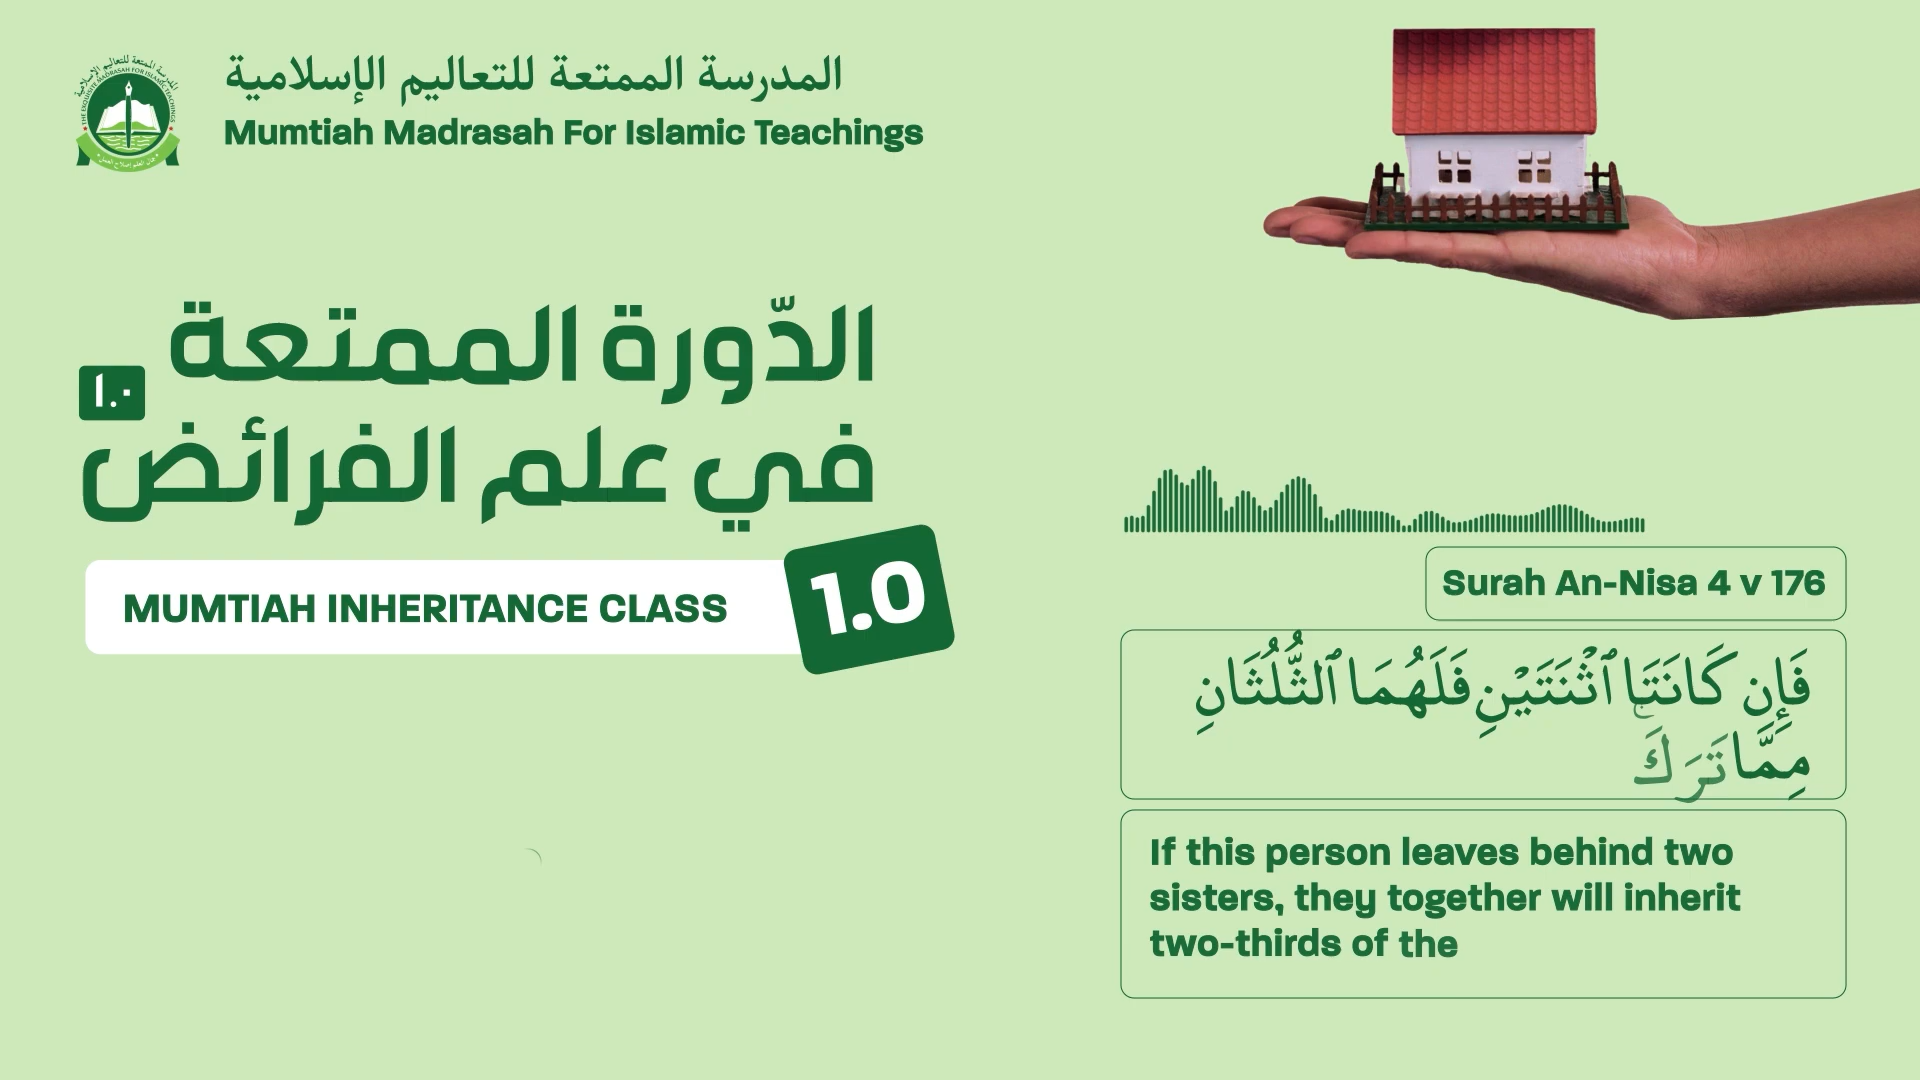 المدرسة الممتعة للتعاليم الإسلامية
Mumtiah Madrasah For Islamic Teachings
الدّورة الممتعة
في علم الفرائض
١.٠
MUMTIAH INHERITANCE CLASS
1.0
Surah An-Nisa 4 v 176
فَإِن كَانَتَا ٱثْنَتَيْنِ فَلَهُمَا ٱلثُّلُثَانِ
مِمَّا تَرَكَ ۚ
If this person leaves behind two
sisters, they together will inherit
two-thirds of the